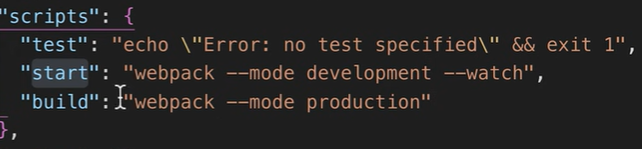 "scripts": {
"test": "echo \"Error: no test specified\" && exit 1",
"start": "webpack --mode development --watch",
"build": "webpack --mode production"
},